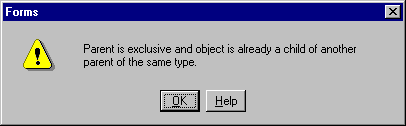 Forms
Parent is exclusive and object is already a child of another
parent of the same type.
OK
Help